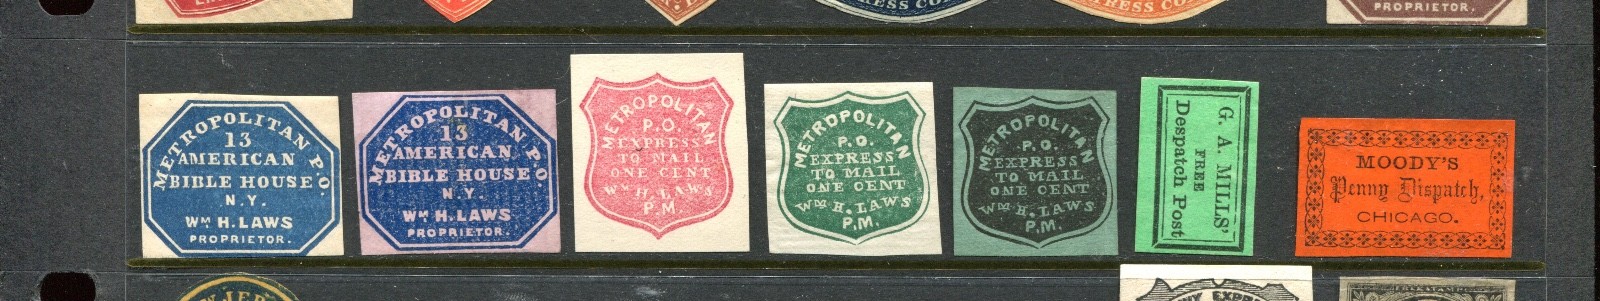 PROPRIETOR.
METROPOLITAN P.O.
13
AMERICAN
BIBLE HOUSE
N.Y.
WM H. LAWS
PROPRIETOR.
METROPOLITAN P.O.
13
AMERICAN
BIBLE HOUSE
N.Y.
WM H. LAWS
PROPRIETOR.
METROPOLITAN
P.O.
EXPRESS
TO MAIL
ONE CENT
WM H. LAWS
P.M.
METROPOLITAN
P.O.
EXPRESS
TO MAIL
ONE CENT
WM H. LAWS
P.M.
METROPOLITAN
P.O.
EXPRESS
TO MAIL
ONE CENT
WM H. LAWS
P.M.
G. A. MILLS'
FREE
Despatch Post
MOODY'S
Penny Dispatch,
CHICAGO.